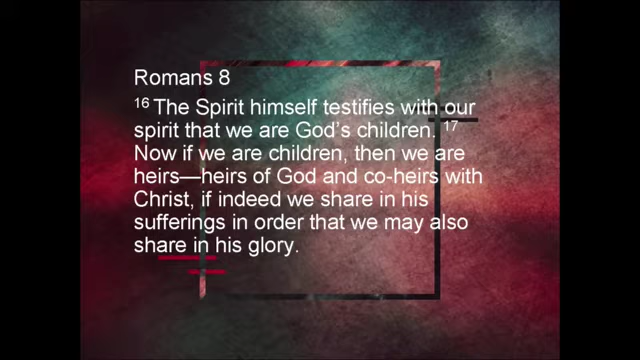 Romans 8
16 The Spirit himself testifies with our
spirit that we are God's children. 17
Now if we are children, then we are
heirs—heirs of God and co-heirs with
Christ, if indeed we share in his
sufferings in order that we may also
share in his glory.